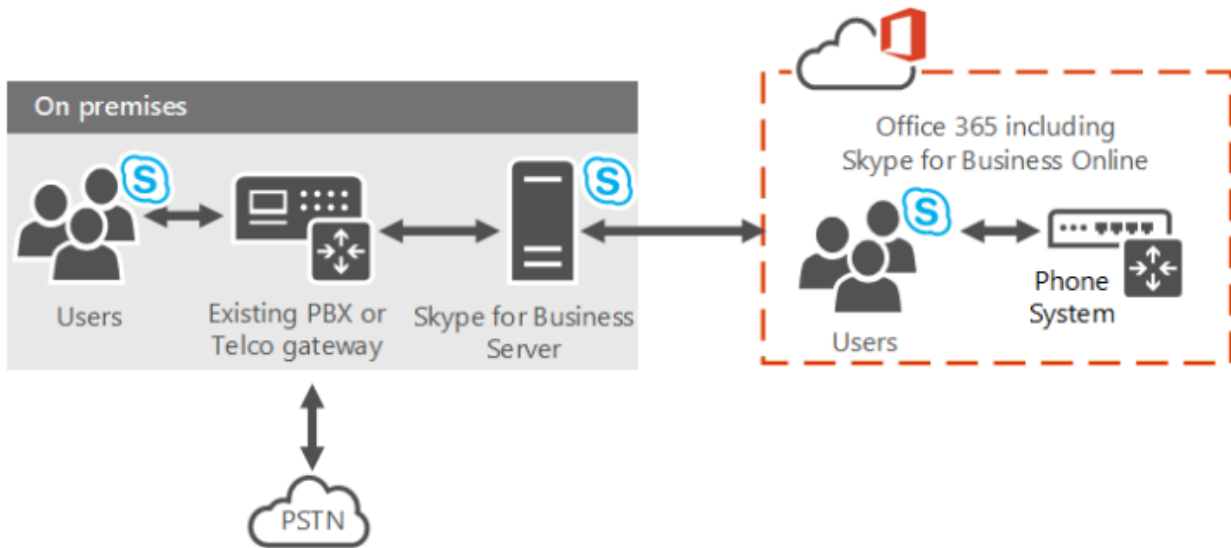 On premises
Users
Existing PBX or
Telco gateway
Skype for Business
Server
PSTN
Office 365 including
Skype for Business Online
Users
Phone
System